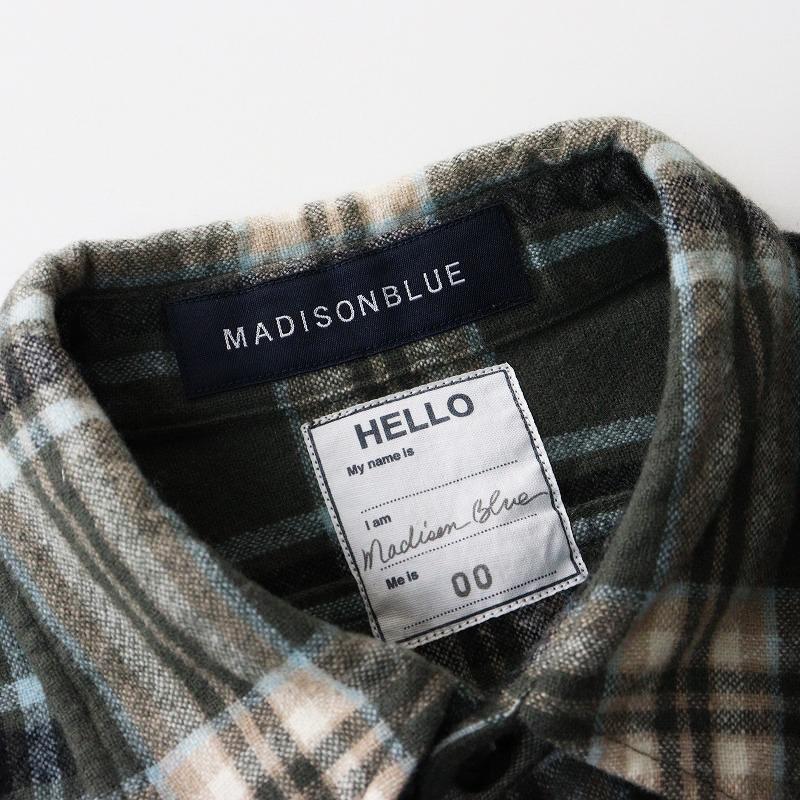 MADISONBLUE
HELLO
My name is
I am
Madison Blue
Me is 00